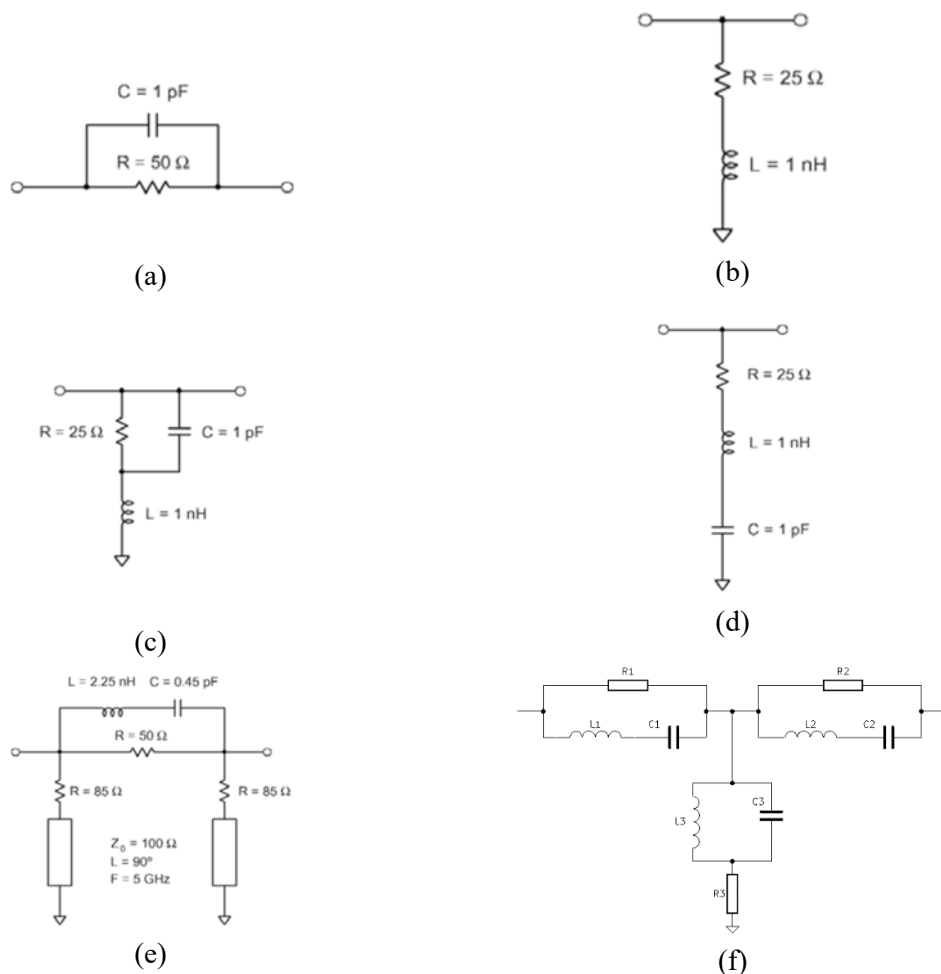 C = 1 pF
R = 50 Ω
(a)
R = 25 Ω
L = 1 nH
(b)
R = 25 Ω
C = 1 pF
L = 1 nH
(c)
R = 25 Ω
L = 1 nH
C = 1 pF
(d)
L = 2.25 nH C = 0.45 pF
R = 50 Ω
R = 85 Ω
R = 85 Ω
Z₀ = 100 Ω
L = 90º
F = 5 GHz
(e)
R1
R2
L1
C1
L2
C2
L3
C3
R3
(f)